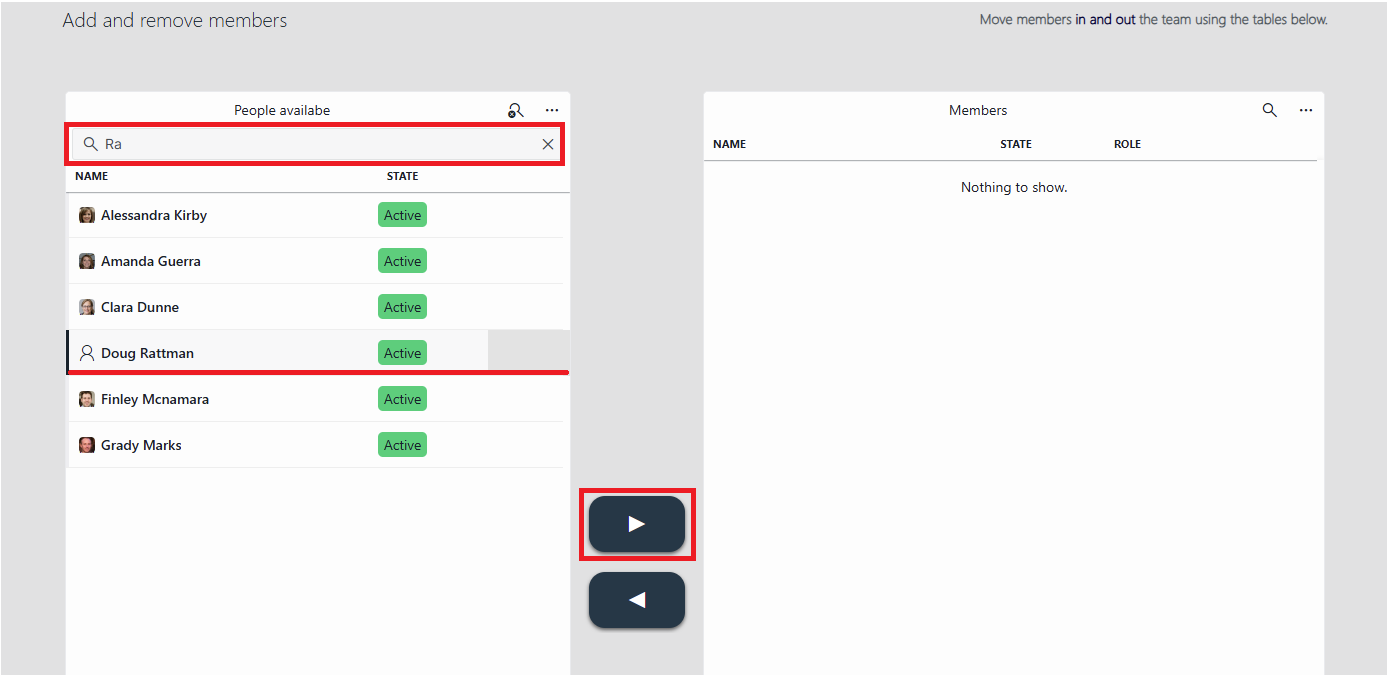 Add and remove members
Move members in and out the team using the tables below.
People availabe
Ra
NAME STATE
Alessandra Kirby Active
Amanda Guerra Active
Clara Dunne Active
Doug Rattman Active
Finley Mcnamara Active
Grady Marks Active
Members
NAME STATE ROLE
Nothing to show.